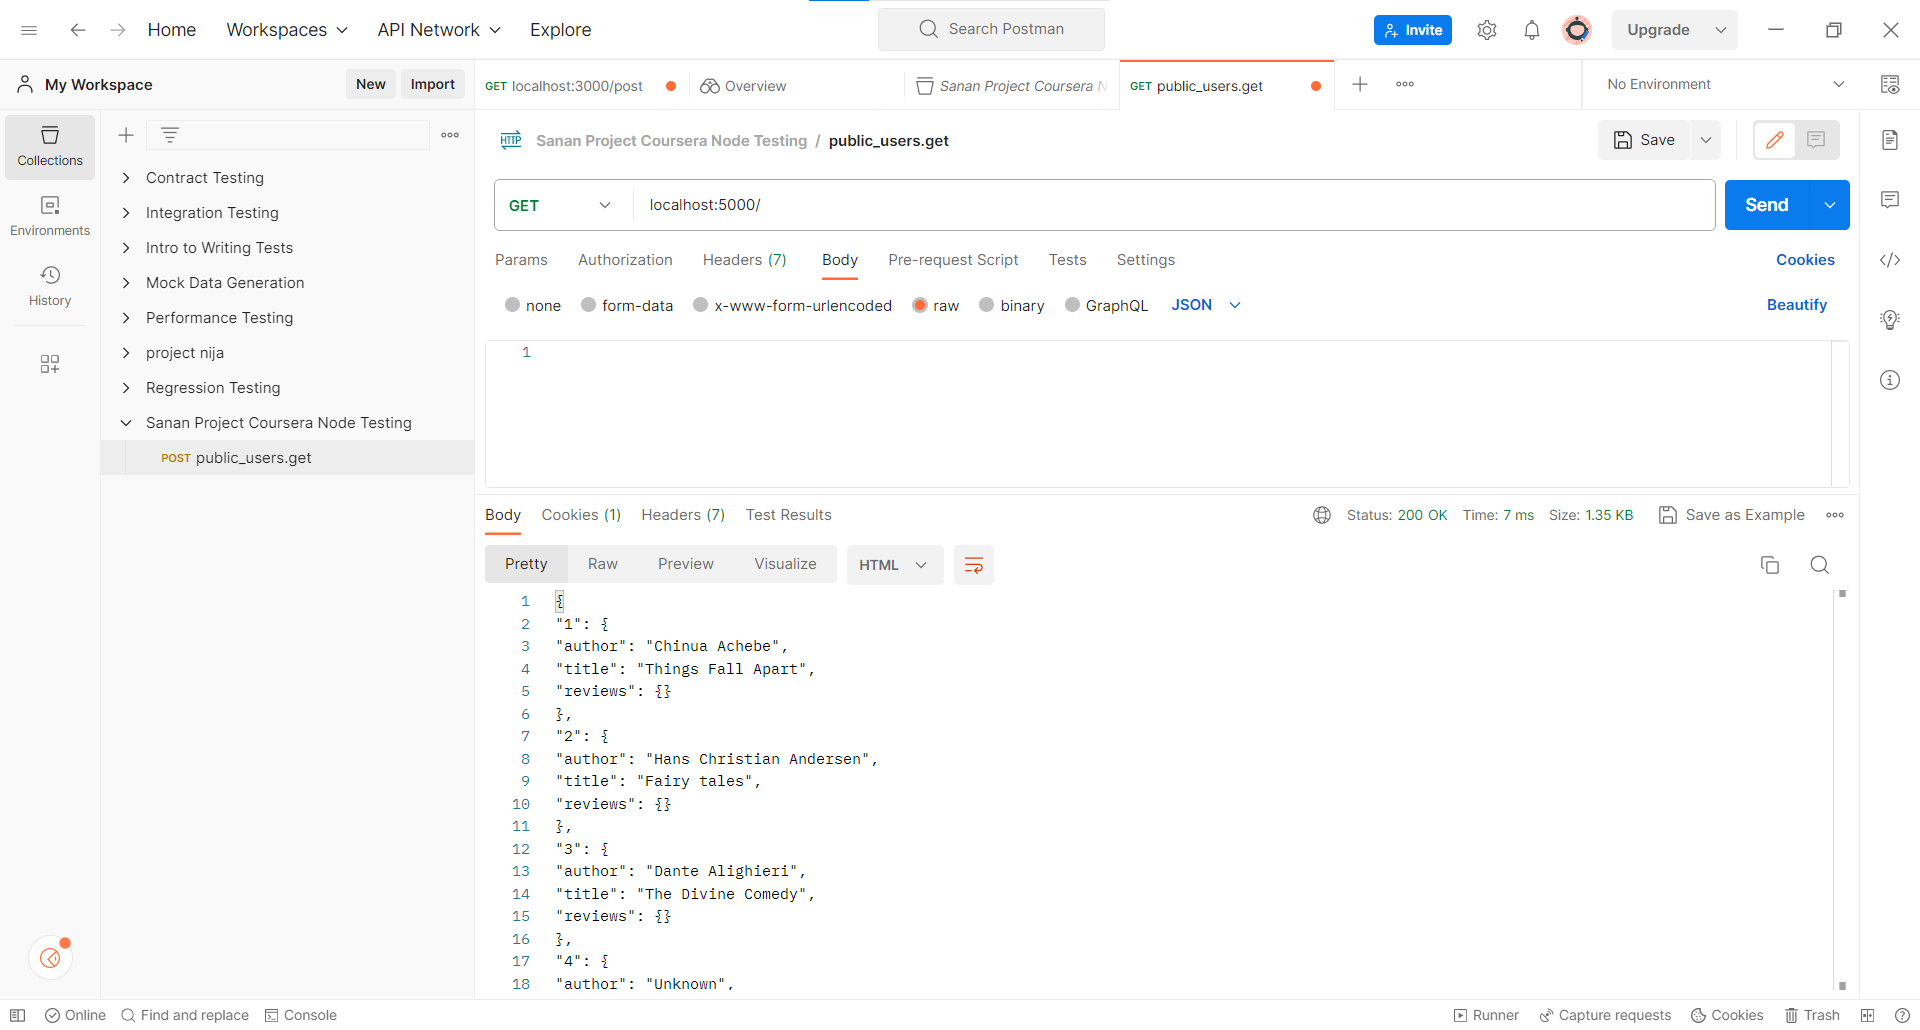 Home
Workspaces
API Network
Explore
Search Postman
Invite
Upgrade
My Workspace
New
Import
GET localhost:3000/post
Overview
Sanan Project Coursera N
GET public_users.get
No Environment
Collections
Environments
History
Contract Testing
Integration Testing
Intro to Writing Tests
Mock Data Generation
Performance Testing
project nija
Regression Testing
Sanan Project Coursera Node Testing
POST public_users.get
HTTP Sanan Project Coursera Node Testing / public_users.get
Save
GET
localhost:5000/
Send
Params
Authorization
Headers (7)
Body
Pre-request Script
Tests
Settings
Cookies
none
form-data
x-www-form-urlencoded
raw
binary
GraphQL
JSON
Beautify
1
Body
Cookies (1)
Headers (7)
Test Results
Status: 200 OK
Time: 7 ms
Size: 1.35 KB
Save as Example
Pretty
Raw
Preview
Visualize
HTML
1 {
2 "1": {
3 "author": "Chinua Achebe",
4 "title": "Things Fall Apart",
5 "reviews": {}
6 },
7 "2": {
8 "author": "Hans Christian Andersen",
9 "title": "Fairy tales",
10 "reviews": {}
11 },
12 "3": {
13 "author": "Dante Alighieri",
14 "title": "The Divine Comedy",
15 "reviews": {}
16 },
17 "4": {
18 "author": "Unknown",
Online
Find and replace
Console
Runner
Capture requests
Cookies
Trash